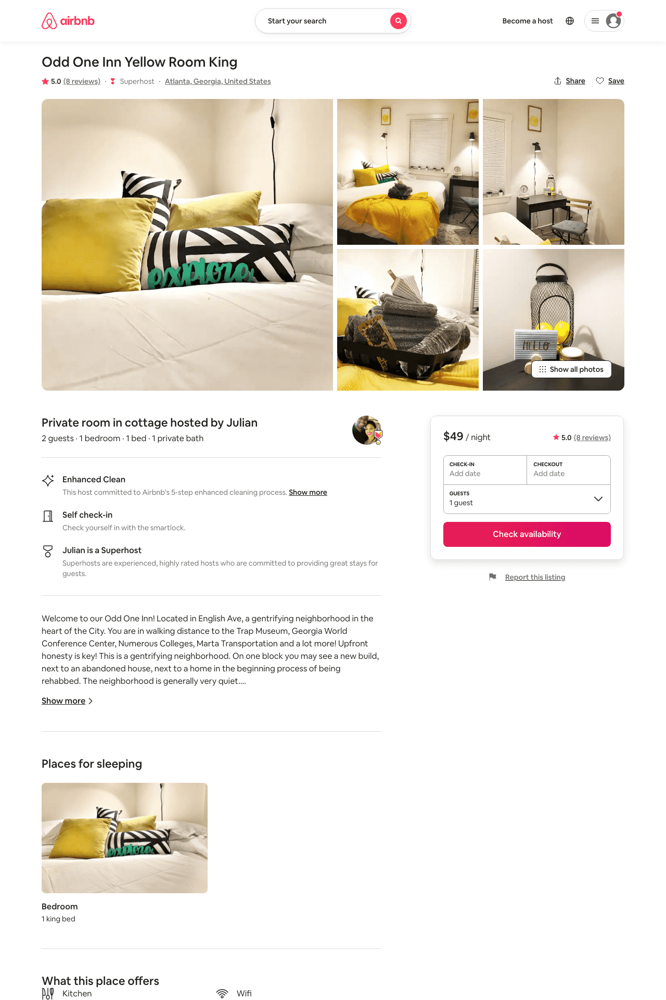 airbnb
Start your search
Become a host
Odd One Inn Yellow Room King
5.0 (8 reviews) · Superhost · Atlanta, Georgia, United States
Share
Save
explore
HELLO
Show all photos
Private room in cottage hosted by Julian
2 guests · 1 bedroom · 1 bed · 1 private bath
$49 / night
5.0 (8 reviews)
CHECK-IN
Add date
CHECKOUT
Add date
GUESTS
1 guest
Check availability
Report this listing
Enhanced Clean
This host committed to Airbnb's 5-step enhanced cleaning process. Show more
Self check-in
Check yourself in with the smartlock.
Julian is a Superhost
Superhosts are experienced, highly rated hosts who are committed to providing great stays for
guests.
Welcome to our Odd One Inn! Located in English Ave, a gentrifying neighborhood in the
heart of the City. You are in walking distance to the Trap Museum, Georgia World
Conference Center, Numerous Colleges, Marta Transportation and a lot more! Upfront
honesty is key! This is a gentrifying neighborhood. On one block you may see a new build,
next to an abandoned house, next to a home in the beginning process of being
rehabbed. The neighborhood is generally very quiet....
Show more
Places for sleeping
explore
Bedroom
1 king bed
What this place offers
Kitchen
Wifi